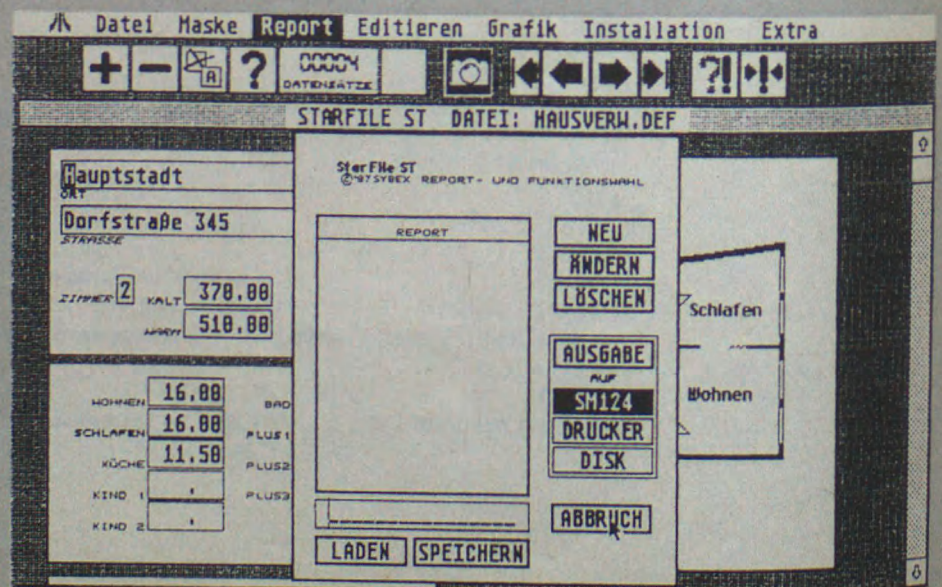 Datei Maske Report Editieren Grafik Installation Extra
+ - A ? 00004 ?!
DATENSÄTZE
STARFILE ST DATEI: HAUSVERW.DEF
Hauptstadt
ORT
Dorfstraße 345
STRASSE
ZIMMER 2 KALT 370,00
WARM 510,00
WOHNEN 16,00 BAD
SCHLAFEN 16,00 PLUS1
KÜCHE 11,50 PLUS2
KIND 1 , PLUS3
KIND 2 ,
StarFile ST
©'87 SYBEX REPORT- UND FUNKTIONSWAHL
REPORT
NEU
ÄNDERN
LÖSCHEN
AUSGABE
AUF
SM124
DRUCKER
DISK
ABBRUCH
LADEN SPEICHERN
Schlafen
Wohnen